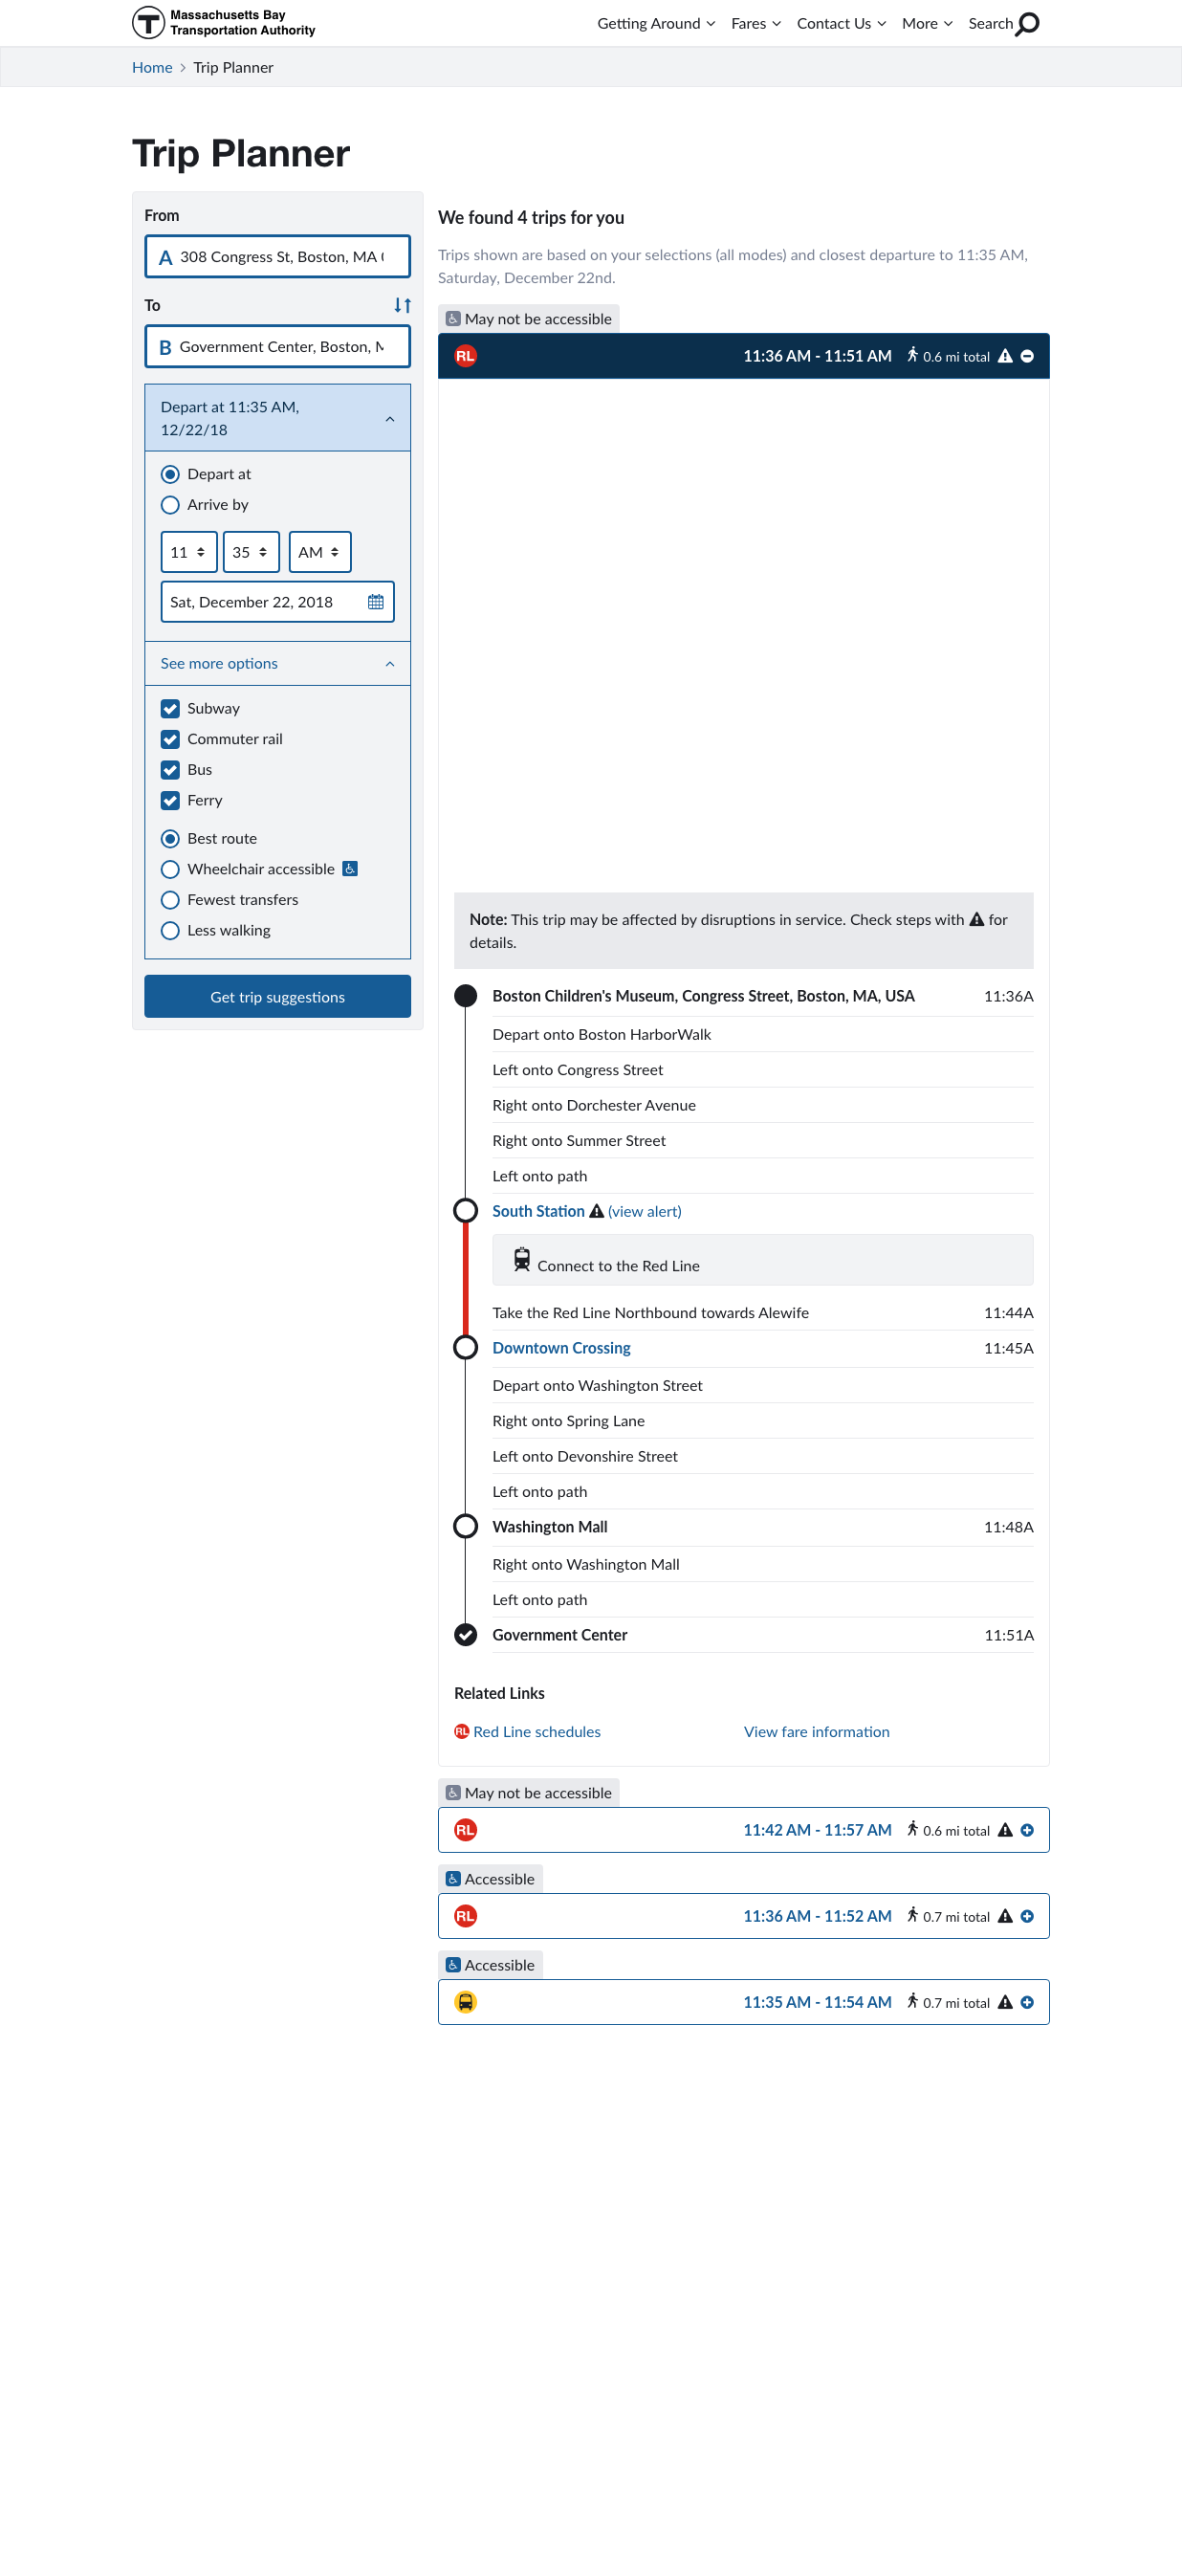 Massachusetts Bay
Transportation Authority
Getting Around
Fares
Contact Us
More
Search
Home
Trip Planner
Trip Planner
From
A 308 Congress St, Boston, MA
To
B Government Center, Boston,
Depart at 11:35 AM,
12/22/18
Depart at
Arrive by
11
35
AM
Sat, December 22, 2018
See more options
Subway
Commuter rail
Bus
Ferry
Best route
Wheelchair accessible
Fewest transfers
Less walking
Get trip suggestions
We found 4 trips for you
Trips shown are based on your selections (all modes) and closest departure to 11:35 AM,
Saturday, December 22nd.
May not be accessible
RL 11:36 AM - 11:51 AM 0.6 mi total
Note: This trip may be affected by disruptions in service. Check steps with for
details.
Boston Children's Museum, Congress Street, Boston, MA, USA 11:36A
Depart onto Boston HarborWalk
Left onto Congress Street
Right onto Dorchester Avenue
Right onto Summer Street
Left onto path
South Station (view alert)
Connect to the Red Line
Take the Red Line Northbound towards Alewife 11:44A
Downtown Crossing 11:45A
Depart onto Washington Street
Right onto Spring Lane
Left onto Devonshire Street
Left onto path
Washington Mall 11:48A
Right onto Washington Mall
Left onto path
Government Center 11:51A
Related Links
RL Red Line schedules
View fare information
May not be accessible
RL 11:42 AM - 11:57 AM 0.6 mi total
Accessible
RL 11:36 AM - 11:52 AM 0.7 mi total
Accessible
11:35 AM - 11:54 AM 0.7 mi total